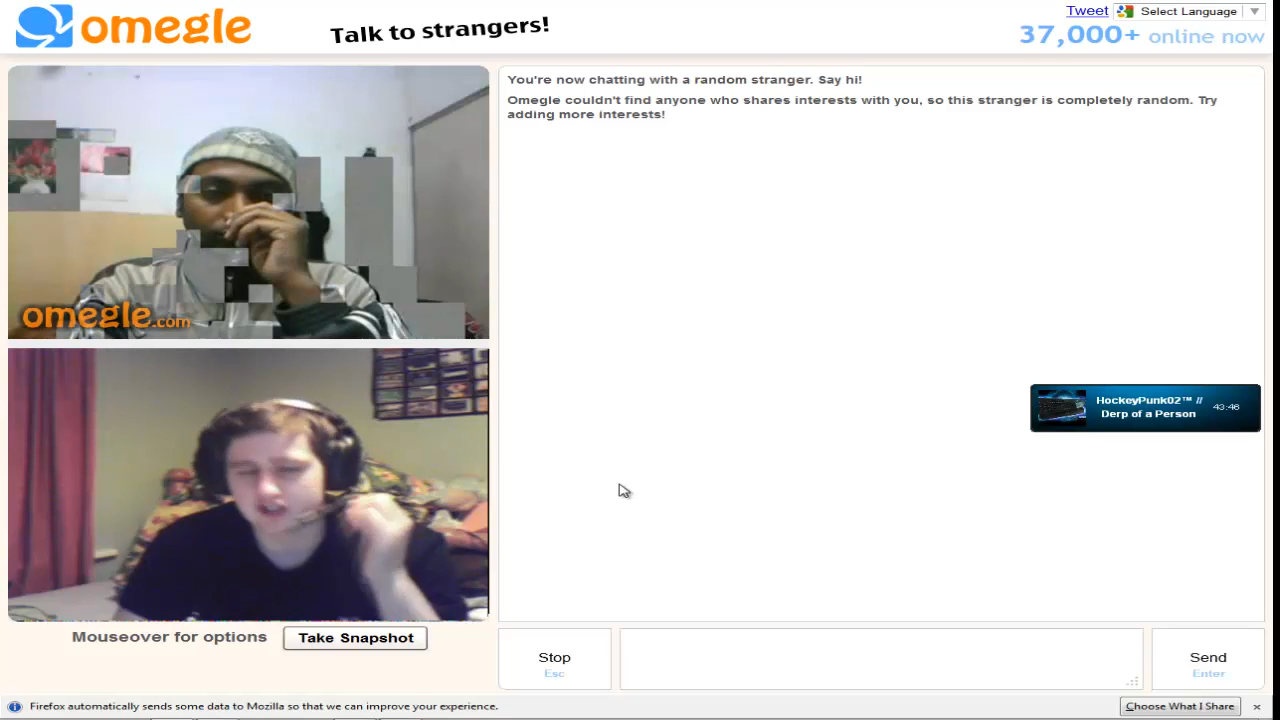 omegle
Talk to strangers!
Tweet
Select Language
37,000+ online now
You're now chatting with a random stranger. Say hi!
Omegle couldn't find anyone who shares interests with you, so this stranger is completely random. Try
adding more interests!
omegle.com
HockeyPunk02™ //
Derp of a Person
43:46
Mouseover for options
Take Snapshot
Stop
Esc
Send
Enter
Firefox automatically sends some data to Mozilla so that we can improve your experience.
Choose What I Share